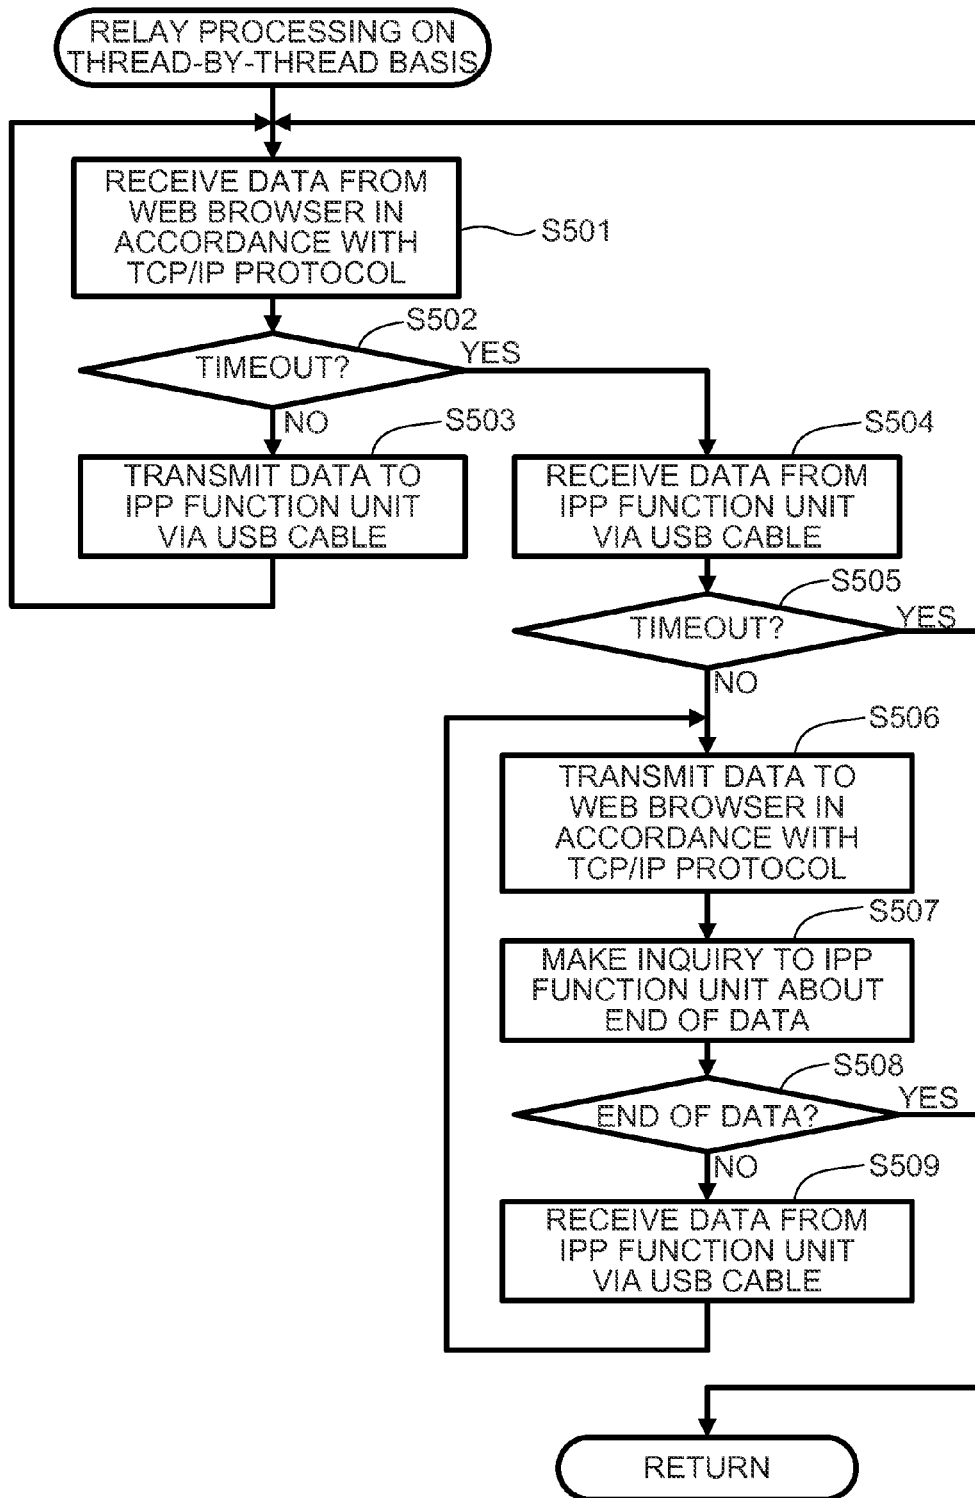 RELAY PROCESSING ON
THREAD-BY-THREAD BASIS
RECEIVE DATA FROM
WEB BROWSER IN
ACCORDANCE WITH
TCP/IP PROTOCOL
S501
S502
TIMEOUT?
YES
NO
S503
TRANSMIT DATA TO
IPP FUNCTION UNIT
VIA USB CABLE
S504
RECEIVE DATA FROM
IPP FUNCTION UNIT
VIA USB CABLE
S505
TIMEOUT?
YES
NO
S506
TRANSMIT DATA TO
WEB BROWSER IN
ACCORDANCE WITH
TCP/IP PROTOCOL
S507
MAKE INQUIRY TO IPP
FUNCTION UNIT ABOUT
END OF DATA
S508
END OF DATA?
YES
NO
S509
RECEIVE DATA FROM
IPP FUNCTION UNIT
VIA USB CABLE
RETURN